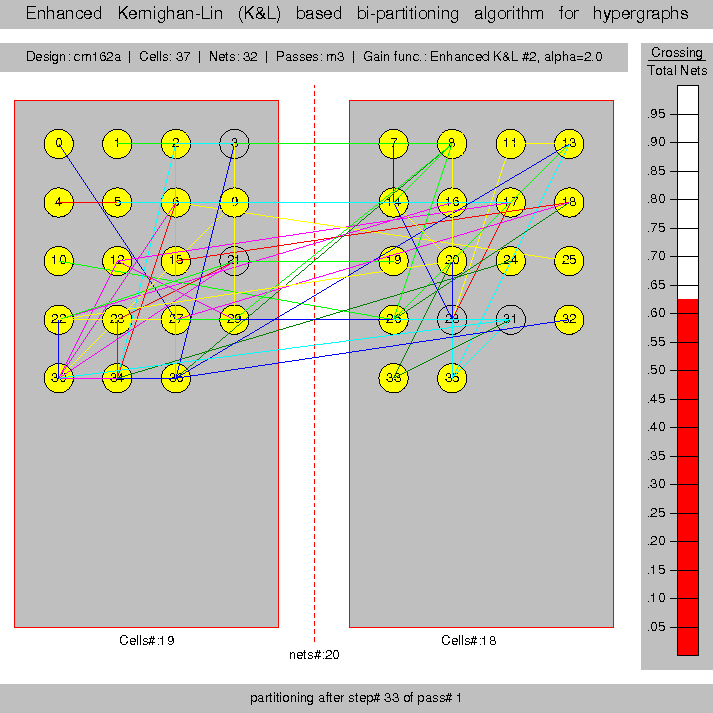 Enhanced Kernighan-Lin (K&L) based bi-partitioning algorithm for hypergraphs
Design: cm162a | Cells: 37 | Nets: 32 | Passes: m3 | Gain func.: Enhanced K&L #2, alpha=2.0
Crossing
Total Nets
.95
.90
.85
.80
.75
.70
.65
.60
.55
.50
.45
.40
.35
.30
.25
.20
.15
.10
.05
0 1 2 3 7 8 11 13
4 5 6 9 14 16 17 18
10 12 15 21 19 20 24 25
22 23 27 29 26 28 31 32
30 34 36 33 35
Cells#:19
Cells#:18
nets#:20
partitioning after step# 33 of pass# 1